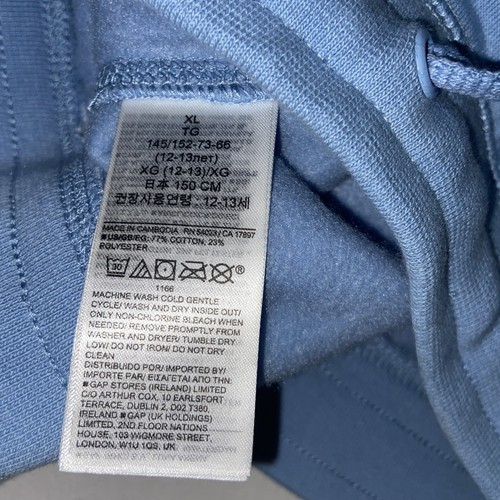 XL
TG
145/152-73-66
(12-13лет)
XG (12-13)/XG
日本 150 CM
권장사용연령 : 12-13세
MADE IN CAMBODIA RN 54023/ CA 17897
■US/GB/EG: 77% COTTON, 23%
POLYESTER
30
1166
MACHINE WASH COLD GENTLE
CYCLE/ WASH AND DRY INSIDE OUT/
ONLY NON-CHLORINE BLEACH WHEN
NEEDED/ REMOVE PROMPTLY FROM
WASHER AND DRYER/ TUMBLE DRY
LOW/ DO NOT IRON/ DO NOT DRY
CLEAN
DISTRIBUIDO POR/ IMPORTED BY/
IMPORTE PAR/ ΕΙΣΑΓΕΤΑΙ ΑΠΟ ΤΗΝ:
■ GAP STORES (IRELAND) LIMITED
C/O ARTHUR COX, 10 EARLSFORT
TERRACE, DUBLIN 2, D02 T380,
IRELAND ■ GAP (UK HOLDINGS)
LIMITED, 2ND FLOOR NATIONS
HOUSE, 103 WIGMORE STREET,
LONDON, W1U 1QS, UK